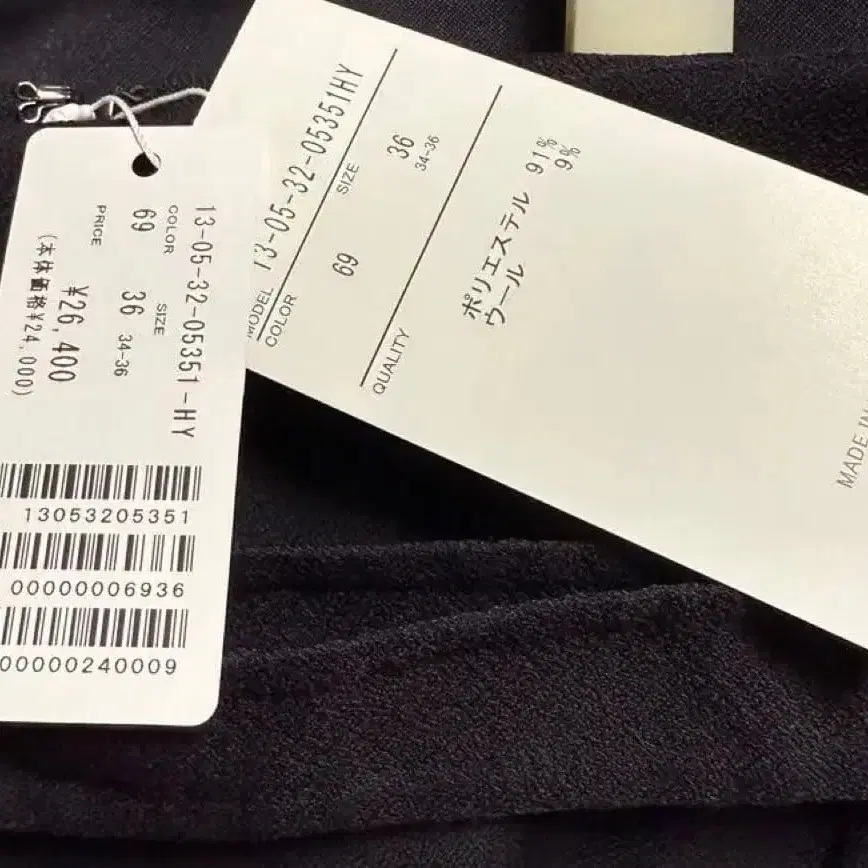 13-05-32-05351-HY
COLOR SIZE
69 36 34-36
PRICE
¥26,400
(本体価格¥24,000)
13053205351
00000006936
00000240009
MODEL 13-05-32-05351HY
COLOR SIZE
69 36
34-36
QUALITY
ポリエステル 91%
ウール 9%
MADE IN